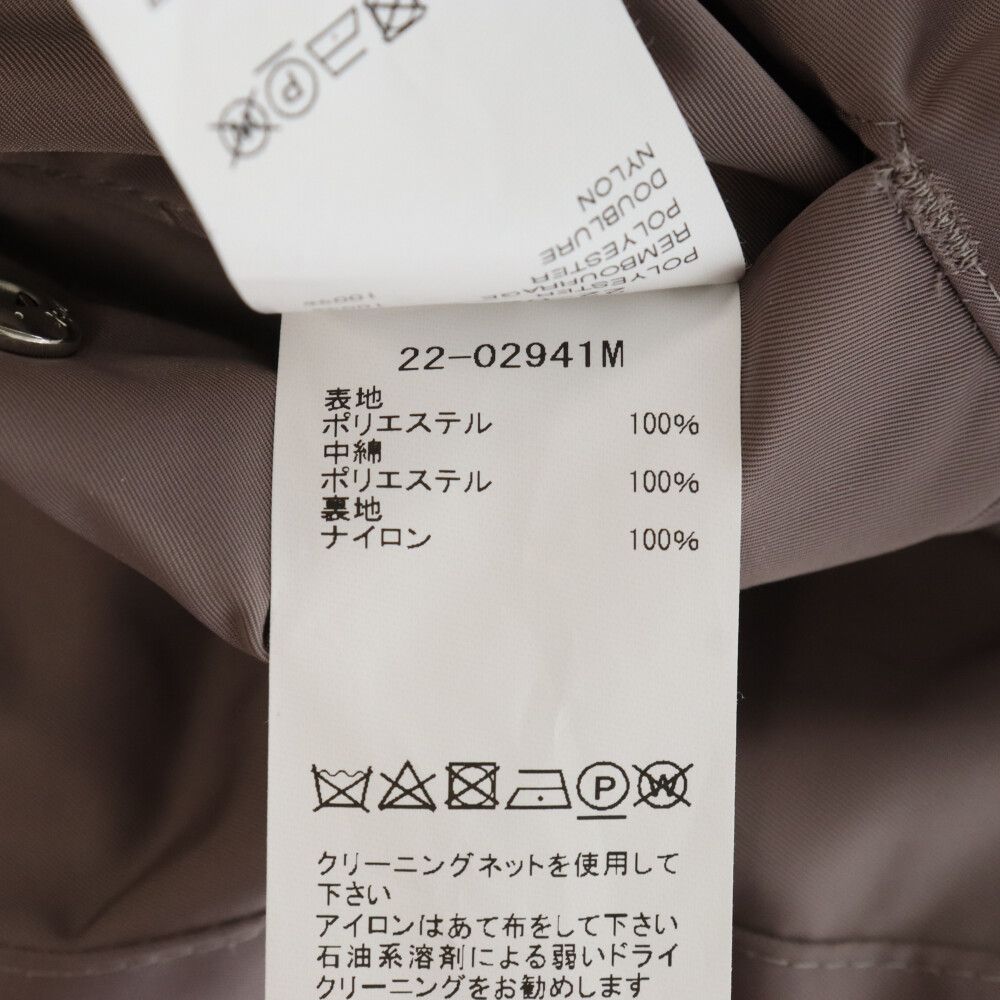 NYLON
DOUBLURE
POLYESTER
REMBOURRAGE
POLYESTER
22-02941M
表地
ポリエステル 100%
中綿
ポリエステル 100%
裏地
ナイロン 100%
P W
クリーニングネットを使用して
下さい
アイロンはあて布をして下さい
石油系溶剤による弱いドライ
クリーニングをお勧めします